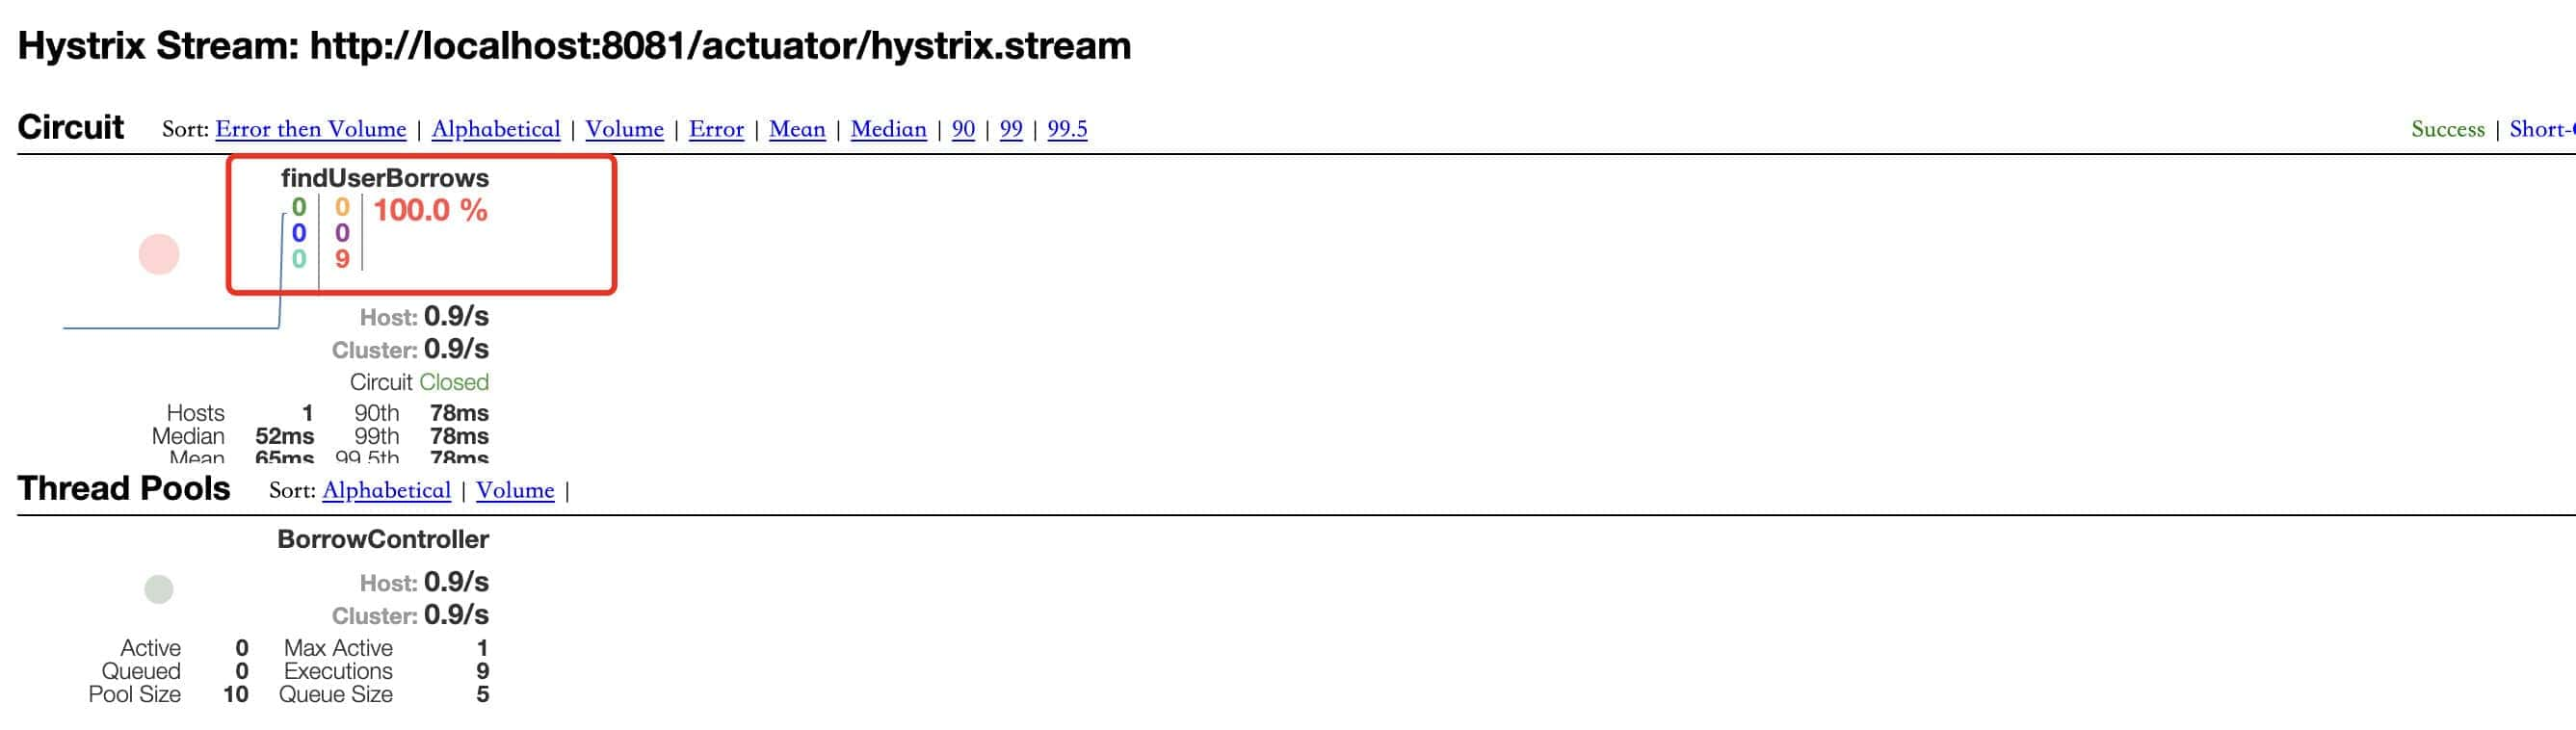 Hystrix Stream: http://localhost:8081/actuator/hystrix.stream
Circuit Sort: Error then Volume | Alphabetical | Volume | Error | Mean | Median | 90 | 99 | 99.5 Success | Short-
findUserBorrows
0 0 100.0 %
0 0
0 9
Host: 0.9/s
Cluster: 0.9/s
Circuit Closed
Hosts 1 90th 78ms
Median 52ms 99th 78ms
Mean 65ms 99.5th 78ms
Thread Pools Sort: Alphabetical | Volume |
BorrowController
Host: 0.9/s
Cluster: 0.9/s
Active 0 Max Active 1
Queued 0 Executions 9
Pool Size 10 Queue Size 5